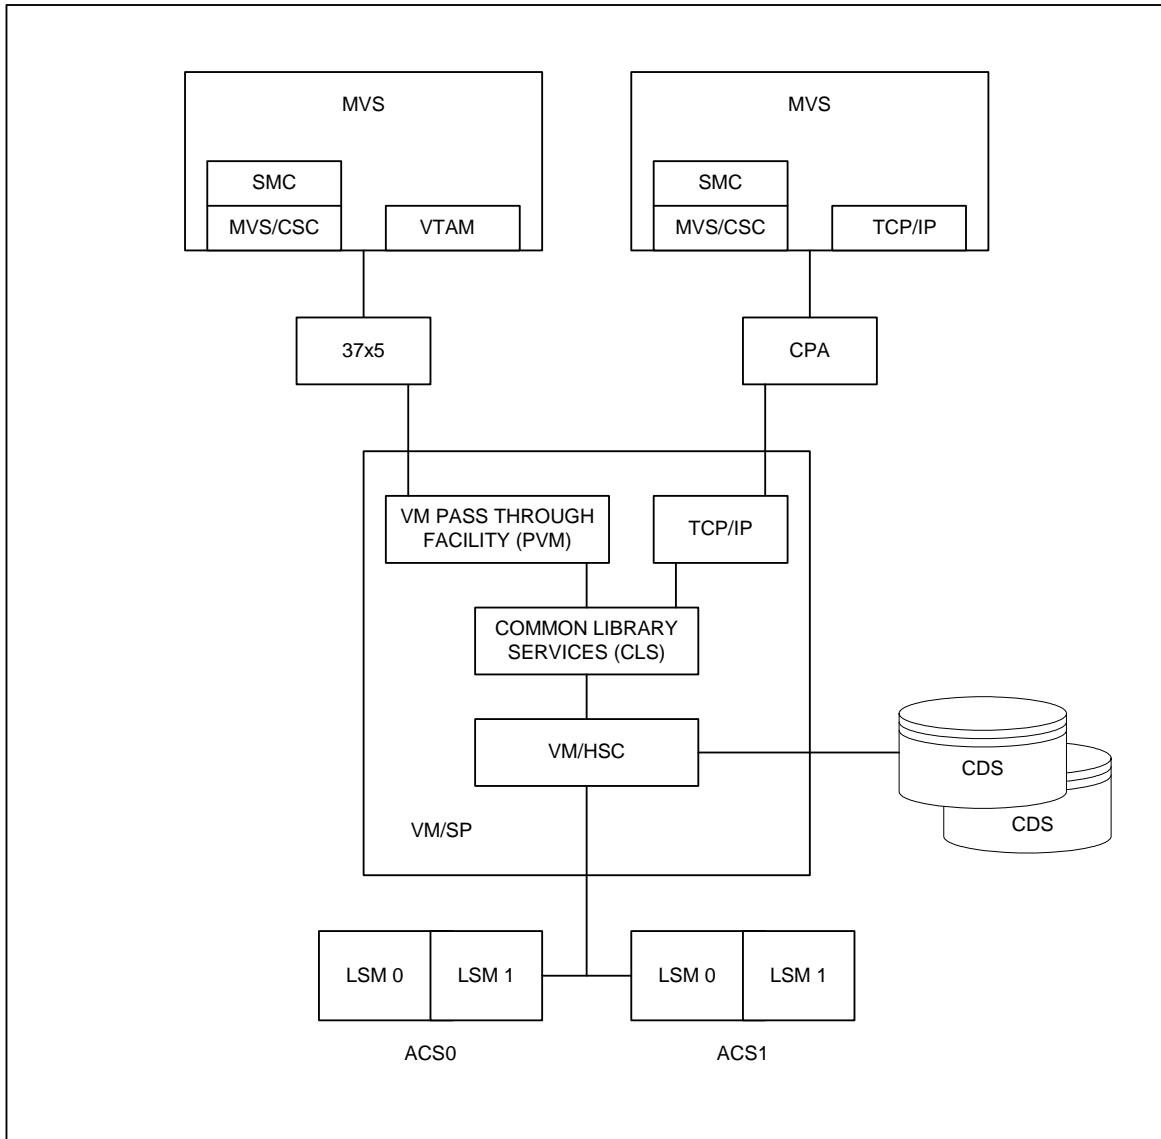 MVS
MVS
SMC
MVS/CSC
VTAM
SMC
MVS/CSC
TCP/IP
37x5
CPA
VM PASS THROUGH
FACILITY (PVM)
TCP/IP
COMMON LIBRARY
SERVICES (CLS)
VM/HSC
CDS
CDS
VM/SP
LSM 0
LSM 1
LSM 0
LSM 1
ACS0
ACS1